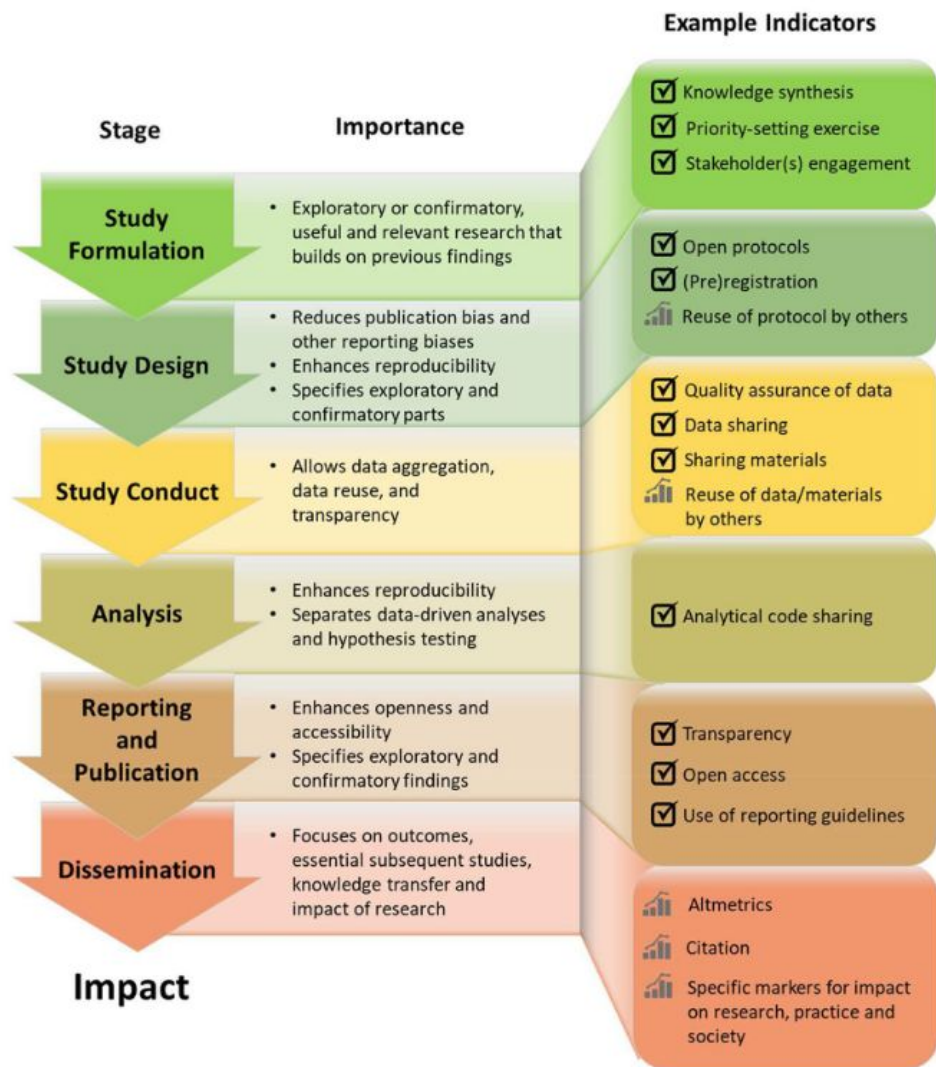 Example Indicators
Stage
Importance
Knowledge synthesis
Priority-setting exercise
Stakeholder(s) engagement
Study
Formulation
• Exploratory or confirmatory,
useful and relevant research that
builds on previous findings
Open protocols
(Pre)registration
Reuse of protocol by others
Study Design
• Reduces publication bias and
other reporting biases
• Enhances reproducibility
• Specifies exploratory and
confirmatory parts
Quality assurance of data
Data sharing
Sharing materials
Reuse of data/materials
by others
Study Conduct
• Allows data aggregation,
data reuse, and
transparency
Analysis
• Enhances reproducibility
• Separates data-driven analyses
and hypothesis testing
Analytical code sharing
Reporting
and
Publication
• Enhances openness and
accessibility
• Specifies exploratory and
confirmatory findings
Transparency
Open access
Use of reporting guidelines
Dissemination
• Focuses on outcomes,
essential subsequent studies,
knowledge transfer and
impact of research
Altmetrics
Citation
Specific markers for impact
on research, practice and
society
Impact